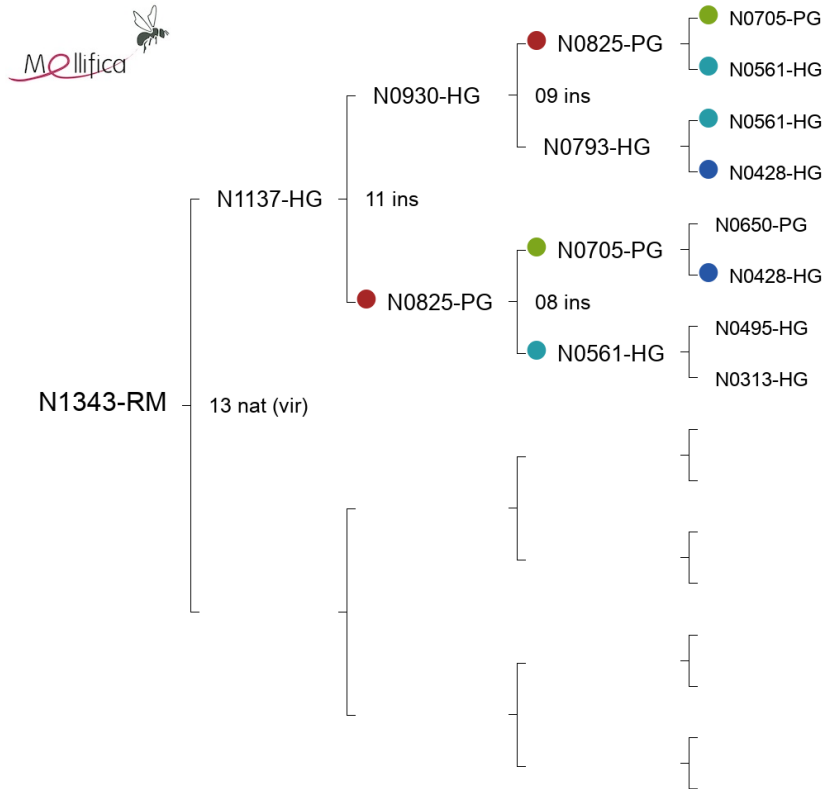 Mellifica
N0705-PG
N0825-PG
N0561-HG
N0930-HG
09 ins
N0561-HG
N0793-HG
N0428-HG
N1137-HG
11 ins
N0650-PG
N0705-PG
N0428-HG
N0825-PG
08 ins
N0495-HG
N0561-HG
N0313-HG
N1343-RM
13 nat (vir)